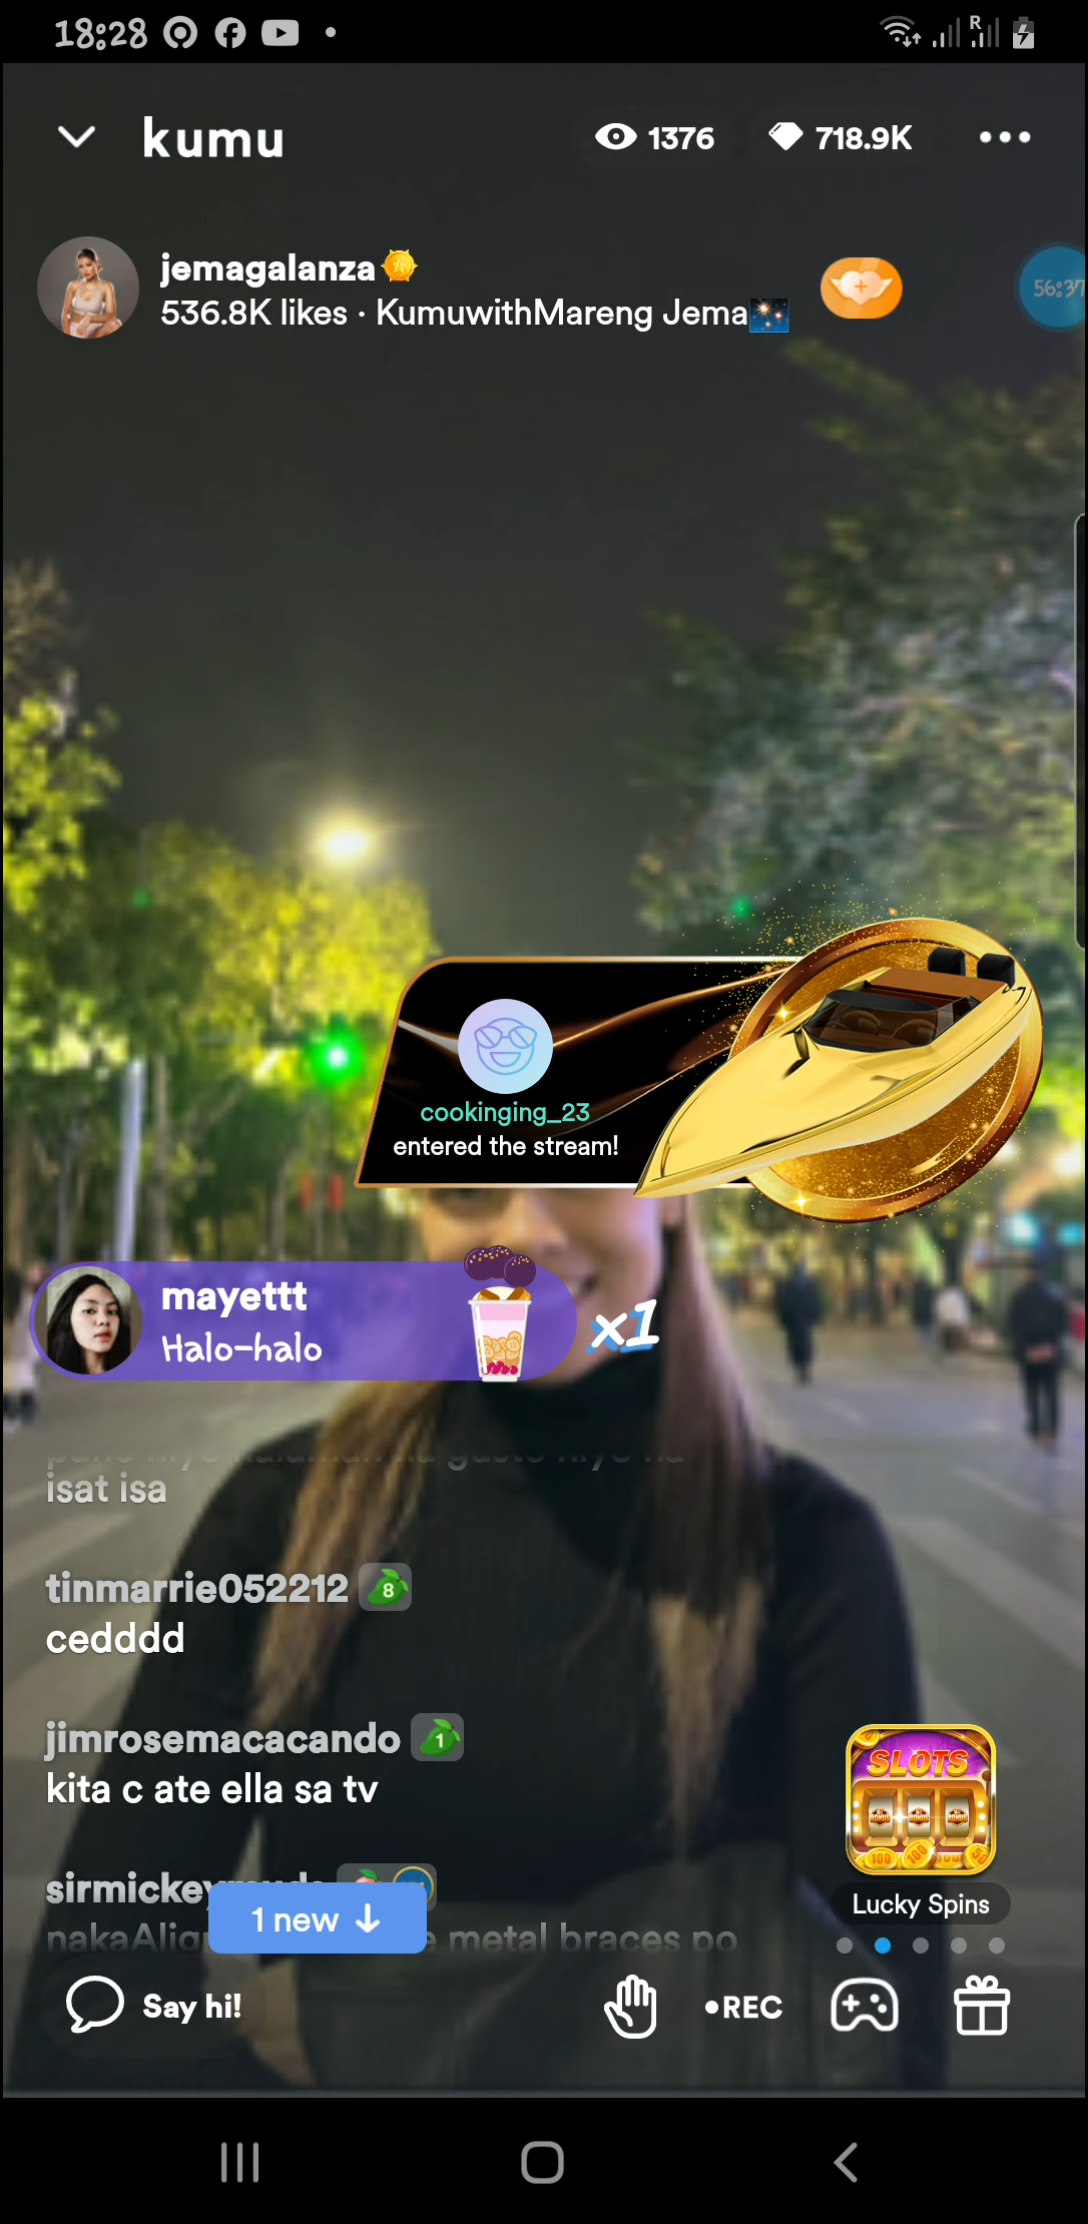 18:28
R
kumu
1376
718.9K
jemagalanza
536.8K likes · KumuwithMareng Jema
56:37
cookinging_23
entered the stream!
mayettt
Halo-halo
x1
isat isa
tinmarrie052212 8
cedddd
jimrosemacacando 1
kita c ate ella sa tv
SLOTS
100
100
Lucky Spins
1 new
metal braces po
Say hi!
•REC